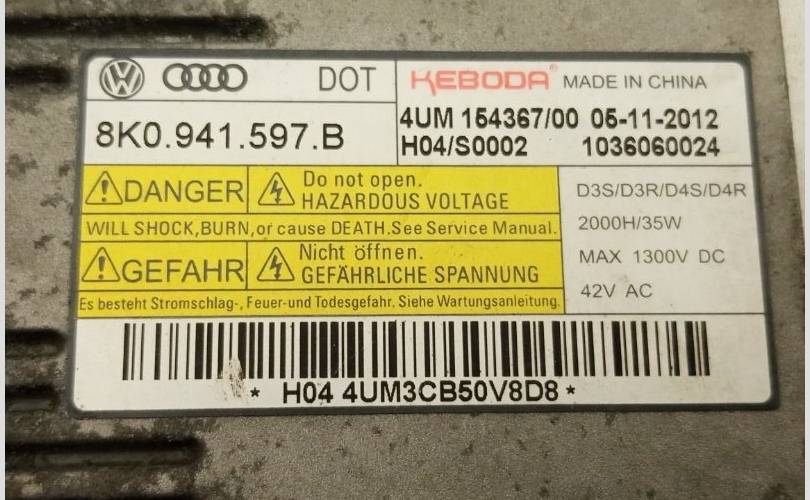 DOT
KEBODA® MADE IN CHINA
8K0.941.597.B
4UM 154367/00 05-11-2012
H04/S0002 1036060024
DANGER
Do not open.
HAZARDOUS VOLTAGE
WILL SHOCK,BURN,or cause DEATH.See Service Manual.
GEFAHR
Nicht öffnen.
GEFÄHRLICHE SPANNUNG
Es besteht Stromschlag-, Feuer-und Todesgefahr. Siehe Wartungsanleitung.
D3S/D3R/D4S/D4R
2000H/35W
MAX 1300V DC
42V AC
* H04 4UM3CB50V8D8 *